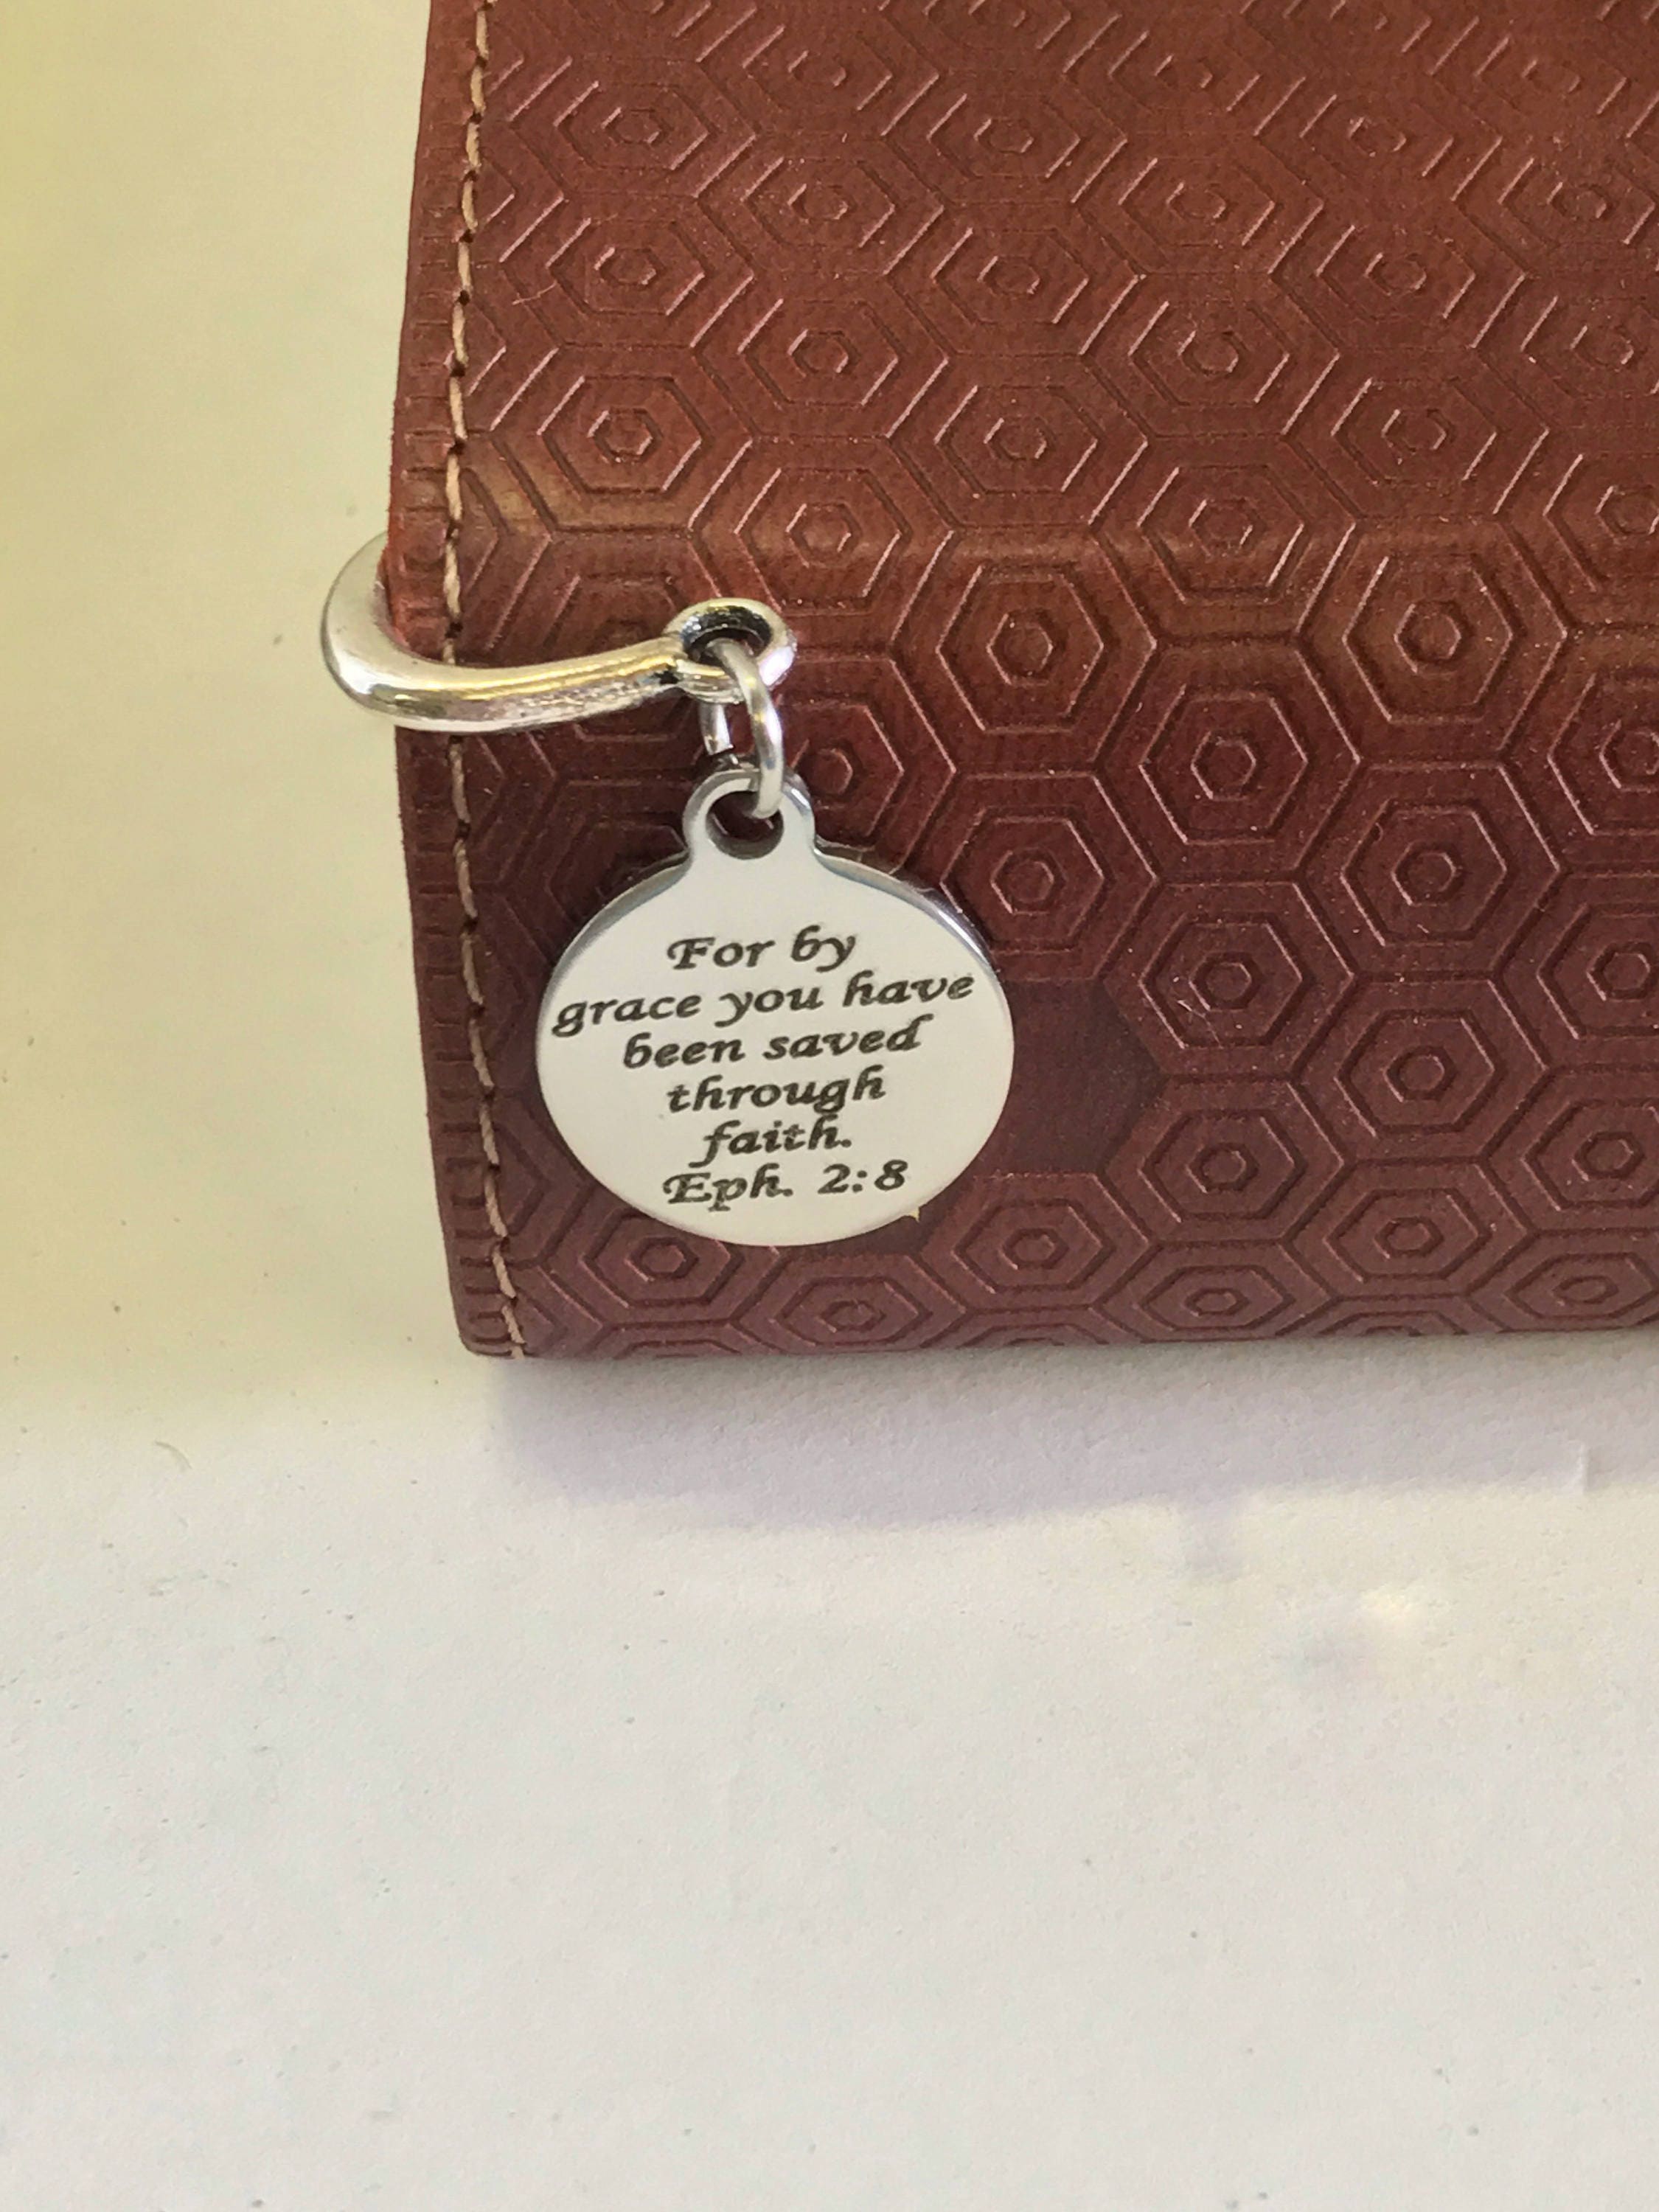 For by
grace you have
been saved
through
faith.
Eph. 2:8